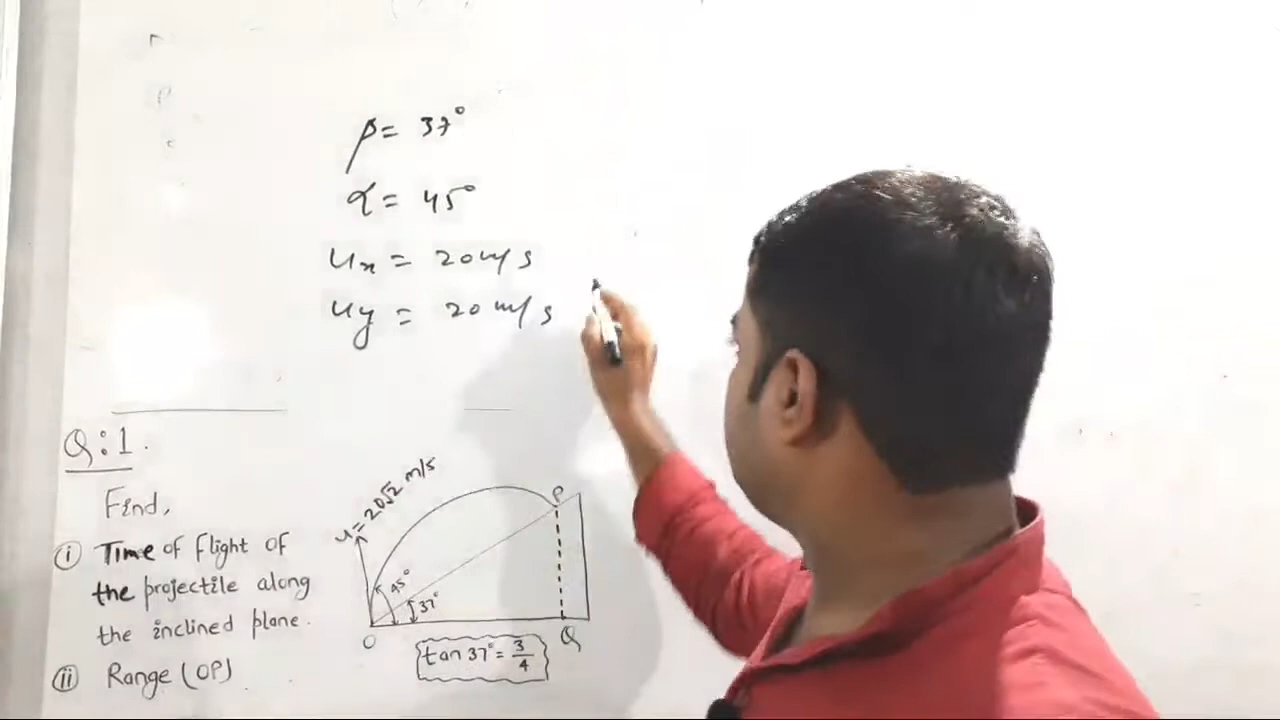 β = 37°
α = 45°
ux = 20 m/s
uy = 20 m/s
Q:1.
Find,
(i) Time of flight of
the projectile along
the inclined plane.
(ii) Range (OP)
u = 20√2 m/s
P
45°
37°
O
Q
tan 37° = 3/4